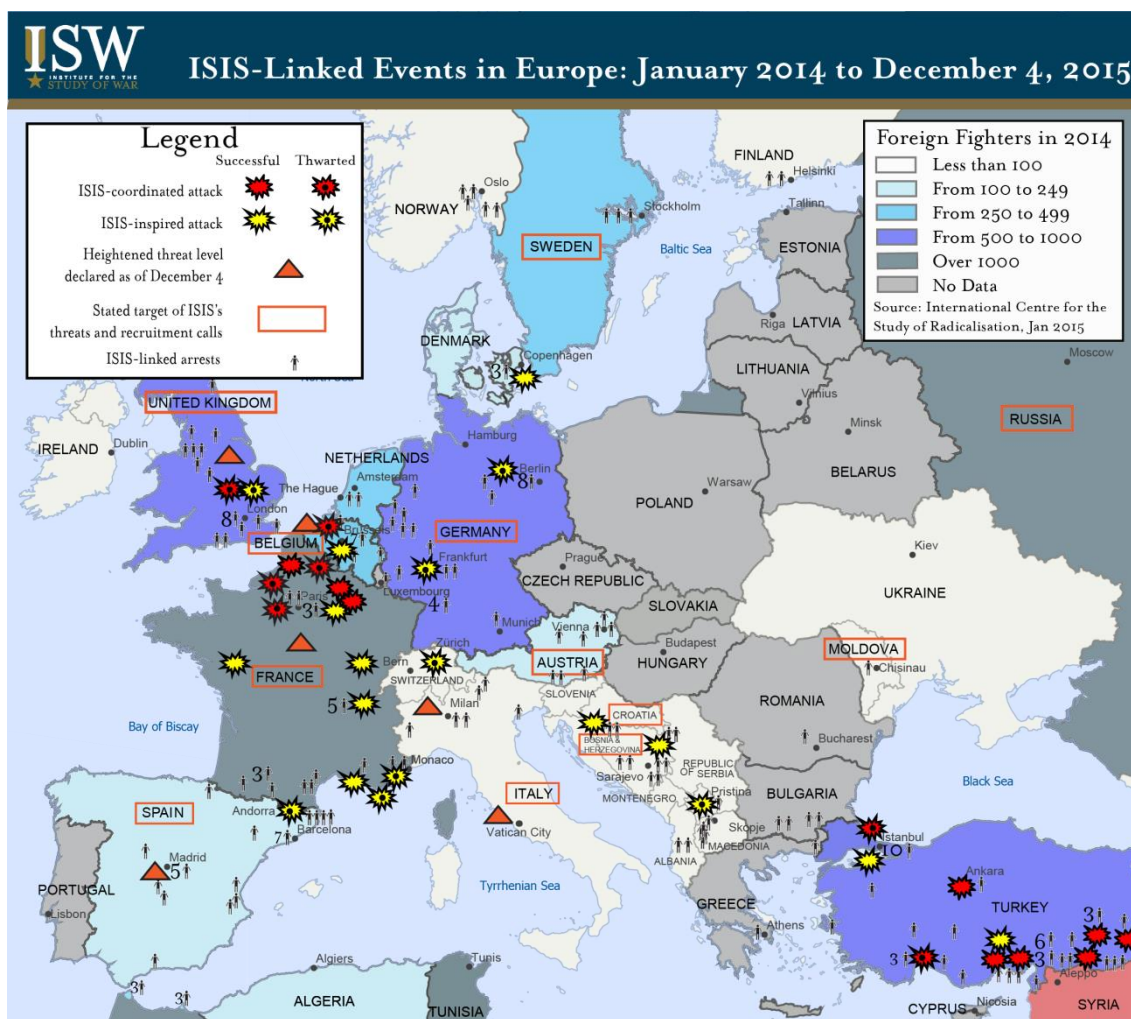 ISW
INSTITUTE FOR THE
STUDY OF WAR
ISIS-Linked Events in Europe: January 2014 to December 4, 2015
Legend
Successful Thwarted
ISIS-coordinated attack
ISIS-inspired attack
Heightened threat level
declared as of December 4
Stated target of ISIS's
threats and recruitment calls
ISIS-linked arrests
Foreign Fighters in 2014
Less than 100
From 100 to 249
From 250 to 499
From 500 to 1000
Over 1000
No Data
Source: International Centre for the
Study of Radicalisation, Jan 2015
FINLAND
Helsinki
Oslo
NORWAY
Stockholm
SWEDEN
Baltic Sea
Tallinn
ESTONIA
Riga
LATVIA
Moscow
DENMARK
Copenhagen
3
LITHUANIA
Vilnius
UNITED KINGDOM
RUSSIA
Minsk
BELARUS
IRELAND
Dublin
Hamburg
NETHERLANDS
Amsterdam
Berlin
8
The Hague
POLAND
Warsaw
London
8
BELGIUM
Brussels
GERMANY
Kiev
Frankfurt
Prague
CZECH REPUBLIC
UKRAINE
Luxembourg
Paris
3
4
SLOVAKIA
Munich
Vienna
Budapest
HUNGARY
MOLDOVA
Chisinau
Zürich
Bern
SWITZERLAND
AUSTRIA
FRANCE
SLOVENIA
Milan
CROATIA
ROMANIA
5
Bay of Biscay
BOSNIA &
HERZEGOVINA
Bucharest
Sarajevo
REPUBLIC
OF SERBIA
Monaco
3
MONTENEGRO
Pristina
Black Sea
ITALY
BULGARIA
Andorra
SPAIN
Vatican City
Skopje
MACEDONIA
Istanbul
10
Barcelona
7
ALBANIA
Madrid
5
Ankara
PORTUGAL
Tyrrhenian Sea
GREECE
TURKEY
Lisbon
Athens
3
6
3
3
Algiers
Tunis
Aleppo
3
3
ALGERIA
TUNISIA
CYPRUS
Nicosia
SYRIA